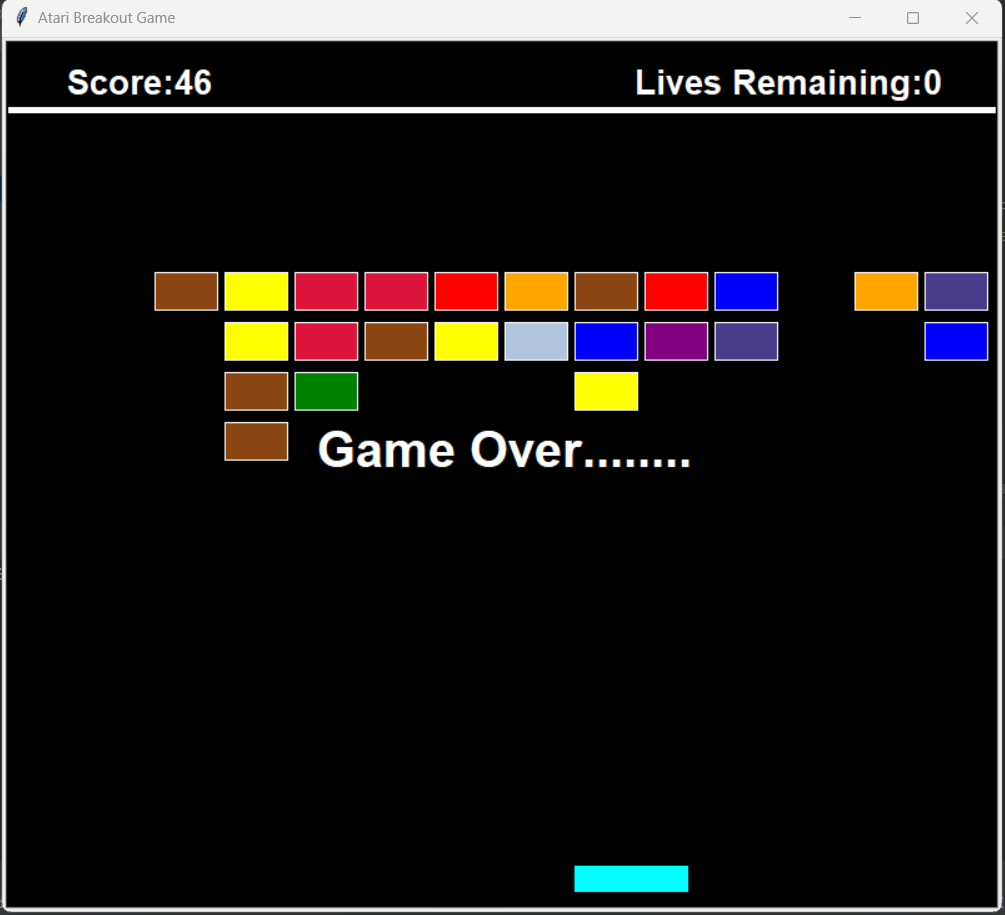 Atari Breakout Game
Score:46 Lives Remaining:0
Game Over........